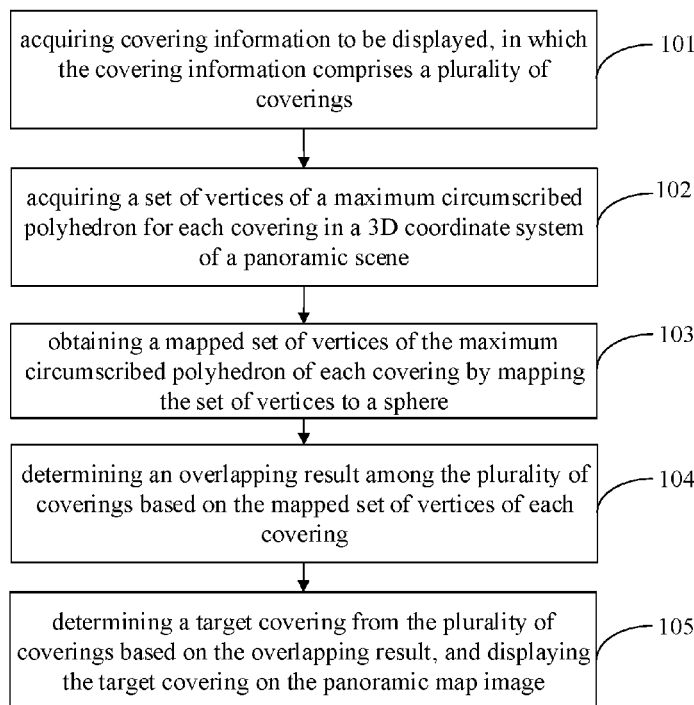 acquiring covering information to be displayed, in which
the covering information comprises a plurality of
coverings
101
acquiring a set of vertices of a maximum circumscribed
polyhedron for each covering in a 3D coordinate system
of a panoramic scene
102
obtaining a mapped set of vertices of the maximum
circumscribed polyhedron of each covering by mapping
the set of vertices to a sphere
103
determining an overlapping result among the plurality of
coverings based on the mapped set of vertices of each
covering
104
determining a target covering from the plurality of
coverings based on the overlapping result, and displaying
the target covering on the panoramic map image
105